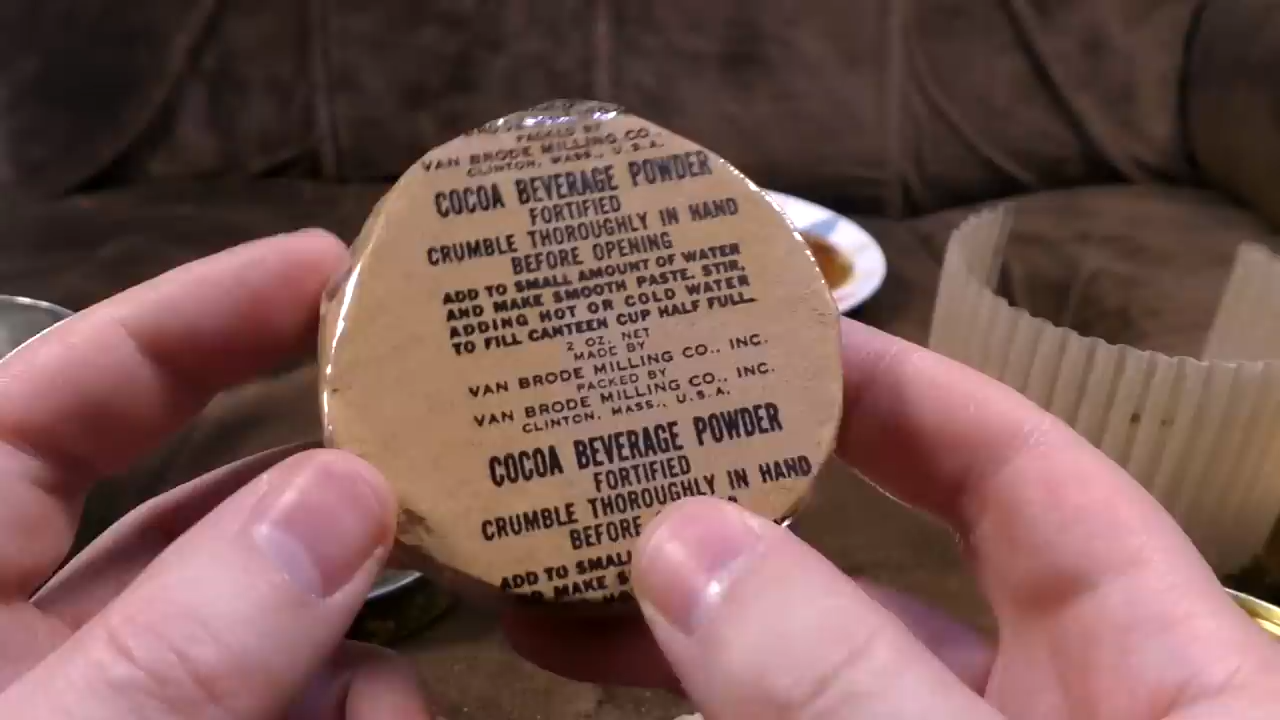 PACKED BY
VAN BRODE MILLING CO.,
CLINTON, MASS., U.S.A.
COCOA BEVERAGE POWDER
FORTIFIED
CRUMBLE THOROUGHLY IN HAND
BEFORE OPENING
ADD TO SMALL AMOUNT OF WATER
AND MAKE SMOOTH PASTE. STIR,
ADDING HOT OR COLD WATER
TO FILL CANTEEN CUP HALF FULL.
2 OZ. NET
MADE BY
VAN BRODE MILLING CO., INC.
PACKED BY
VAN BRODE MILLING CO., INC.
CLINTON, MASS., U.S.A.
COCOA BEVERAGE POWDER
FORTIFIED
CRUMBLE THOROUGHLY IN HAND
BEFORE
ADD TO SMALL
MAKE